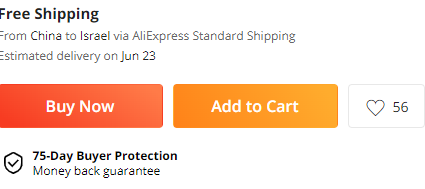 Free Shipping
From China to Israel via AliExpress Standard Shipping
Estimated delivery on Jun 23
Buy Now
Add to Cart
56
75-Day Buyer Protection
Money back guarantee